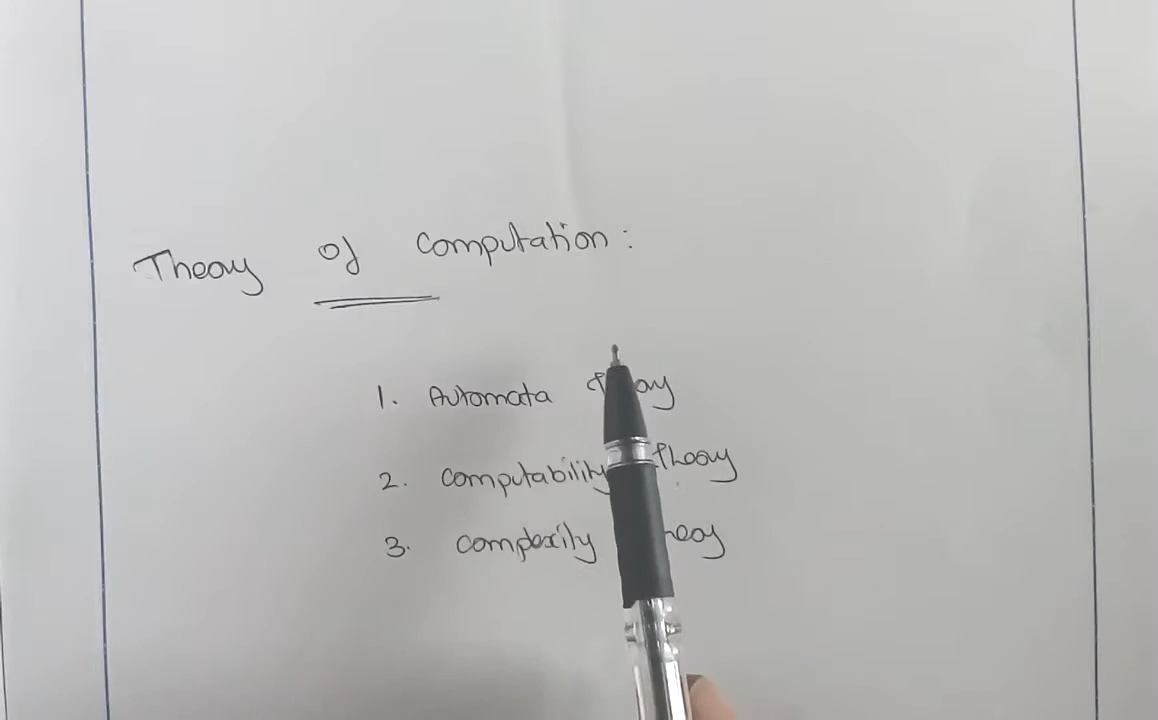 Theory of Computation:
1. Automata
2. Computability Theory
3. Complexity